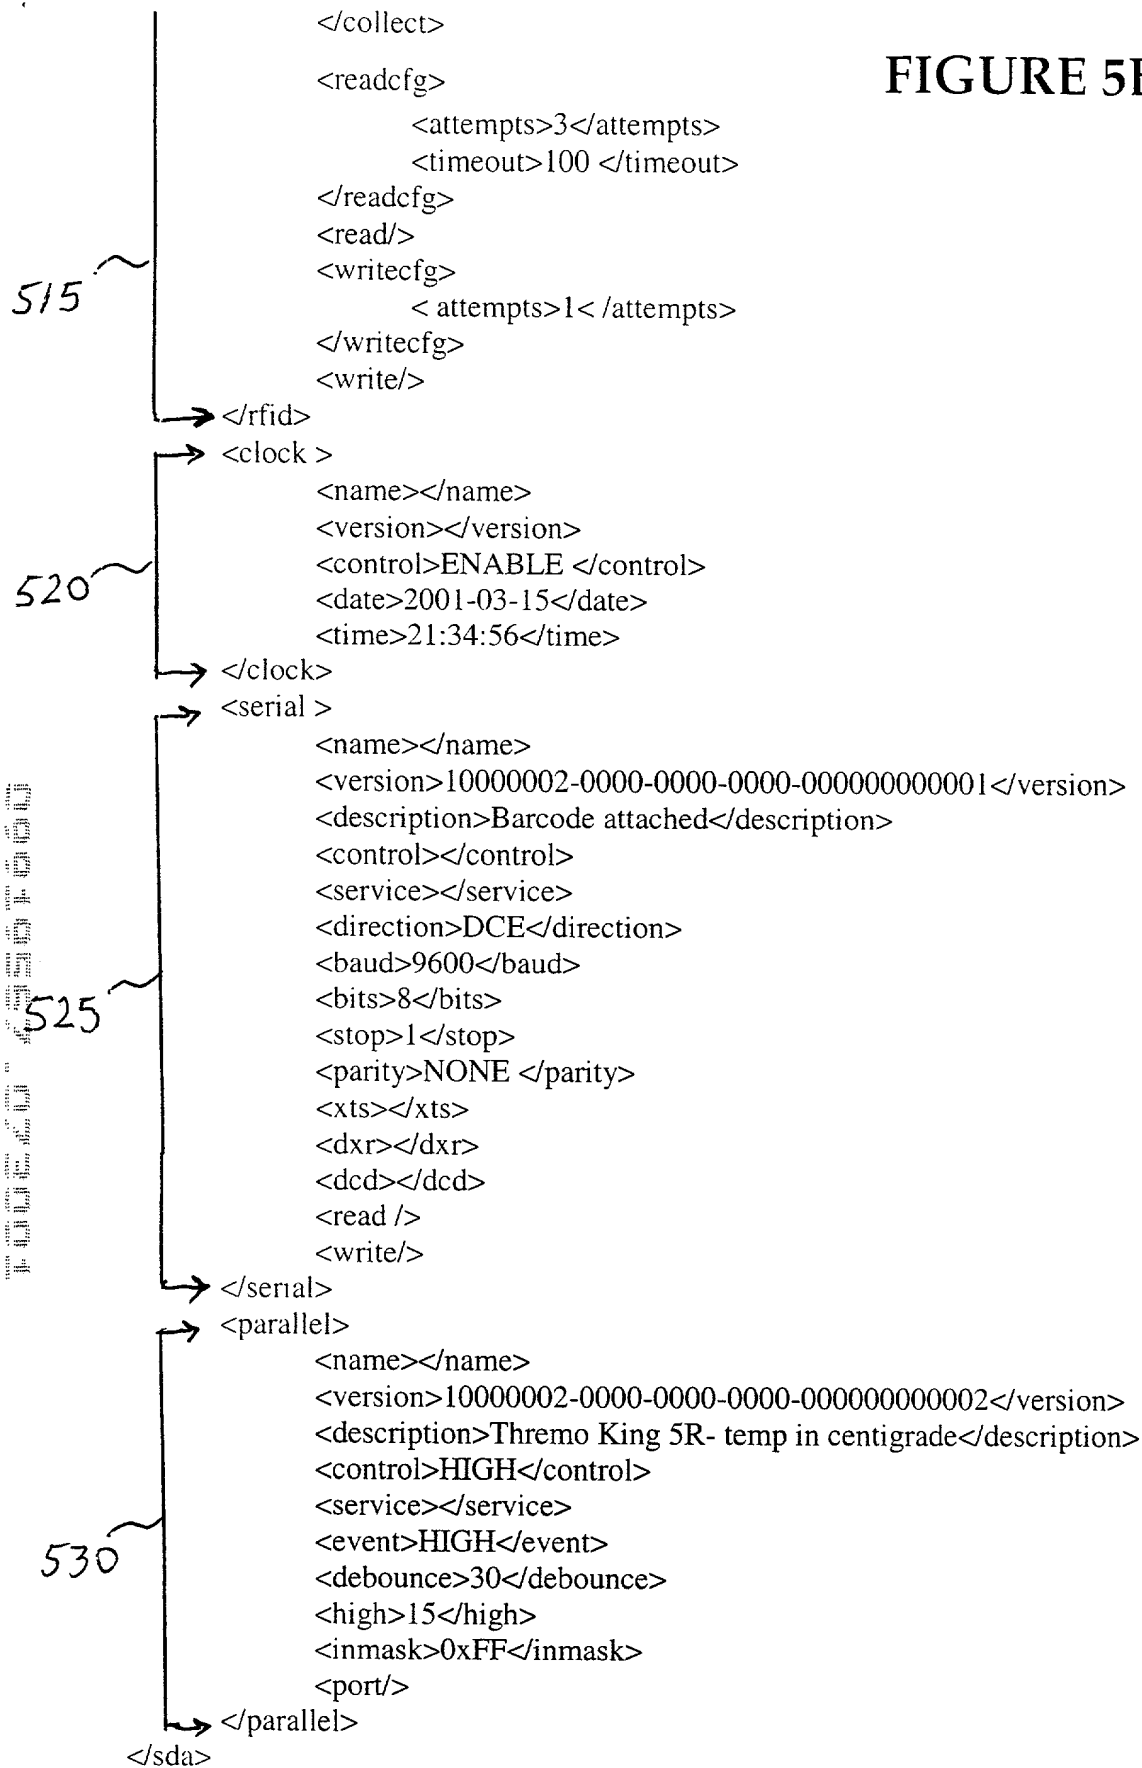 </collect>
FIGURE 5
<readcfg>
<attempts>3</attempts>
<timeout>100 </timeout>
</readcfg>
<read/>
<writecfg>
515
< attempts>1< /attempts>
</writecfg>
<write/>
</rfid>
<clock >
<name></name>
<version></version>
<control>ENABLE </control>
520
<date>2001-03-15</date>
<time>21:34:56</time>
</clock>
<serial >
<name></name>
<version>10000002-0000-0000-0000-000000000001</version>
<description>Barcode attached</description>
<control></control>
<service></service>
<direction>DCE</direction>
<baud>9600</baud>
<bits>8</bits>
525
<stop>1</stop>
<parity>NONE </parity>
<xts></xts>
<dxr></dxr>
<dcd></dcd>
<read />
<write/>
</serial>
<parallel>
<name></name>
<version>10000002-0000-0000-0000-000000000002</version>
<description>Thremo King 5R- temp in centigrade</description>
<control>HIGH</control>
<service></service>
<event>HIGH</event>
530
<debounce>30</debounce>
<high>15</high>
<inmask>0xFF</inmask>
<port/>
</parallel>
</sda>